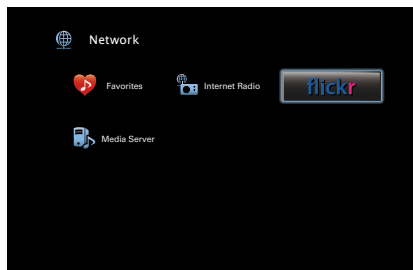 Network
Favorites
Internet Radio
flickr
Media Server